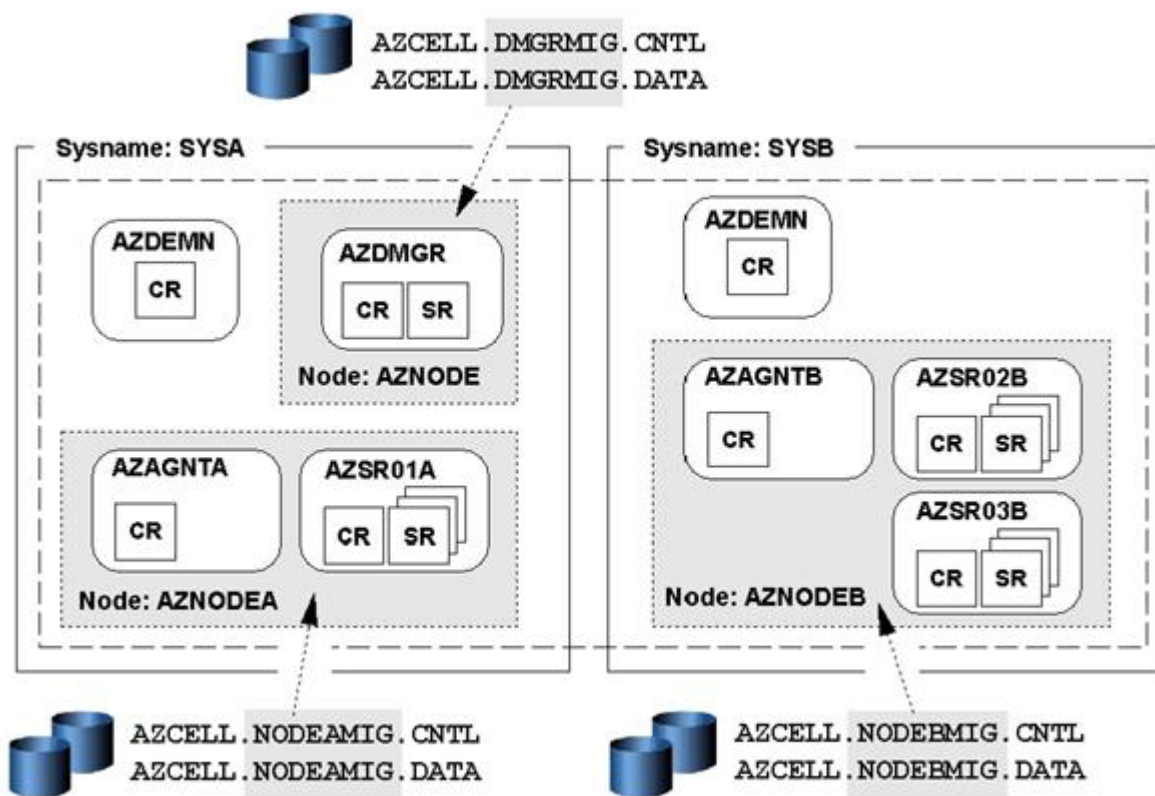 AZCELL.DMGRMIG.CNTL
AZCELL.DMGRMIG.DATA
Sysname: SYSA
AZDEMN
CR
AZDMGR
CR SR
Node: AZNODE
AZAGNTA
CR
AZSR01A
CR SR
Node: AZNODEA
Sysname: SYSB
AZDEMN
CR
AZAGNTB
CR
AZSR02B
CR SR
AZSR03B
CR SR
Node: AZNODEB
AZCELL.NODEAMIG.CNTL
AZCELL.NODEAMIG.DATA
AZCELL.NODEBMIG.CNTL
AZCELL.NODEBMIG.DATA